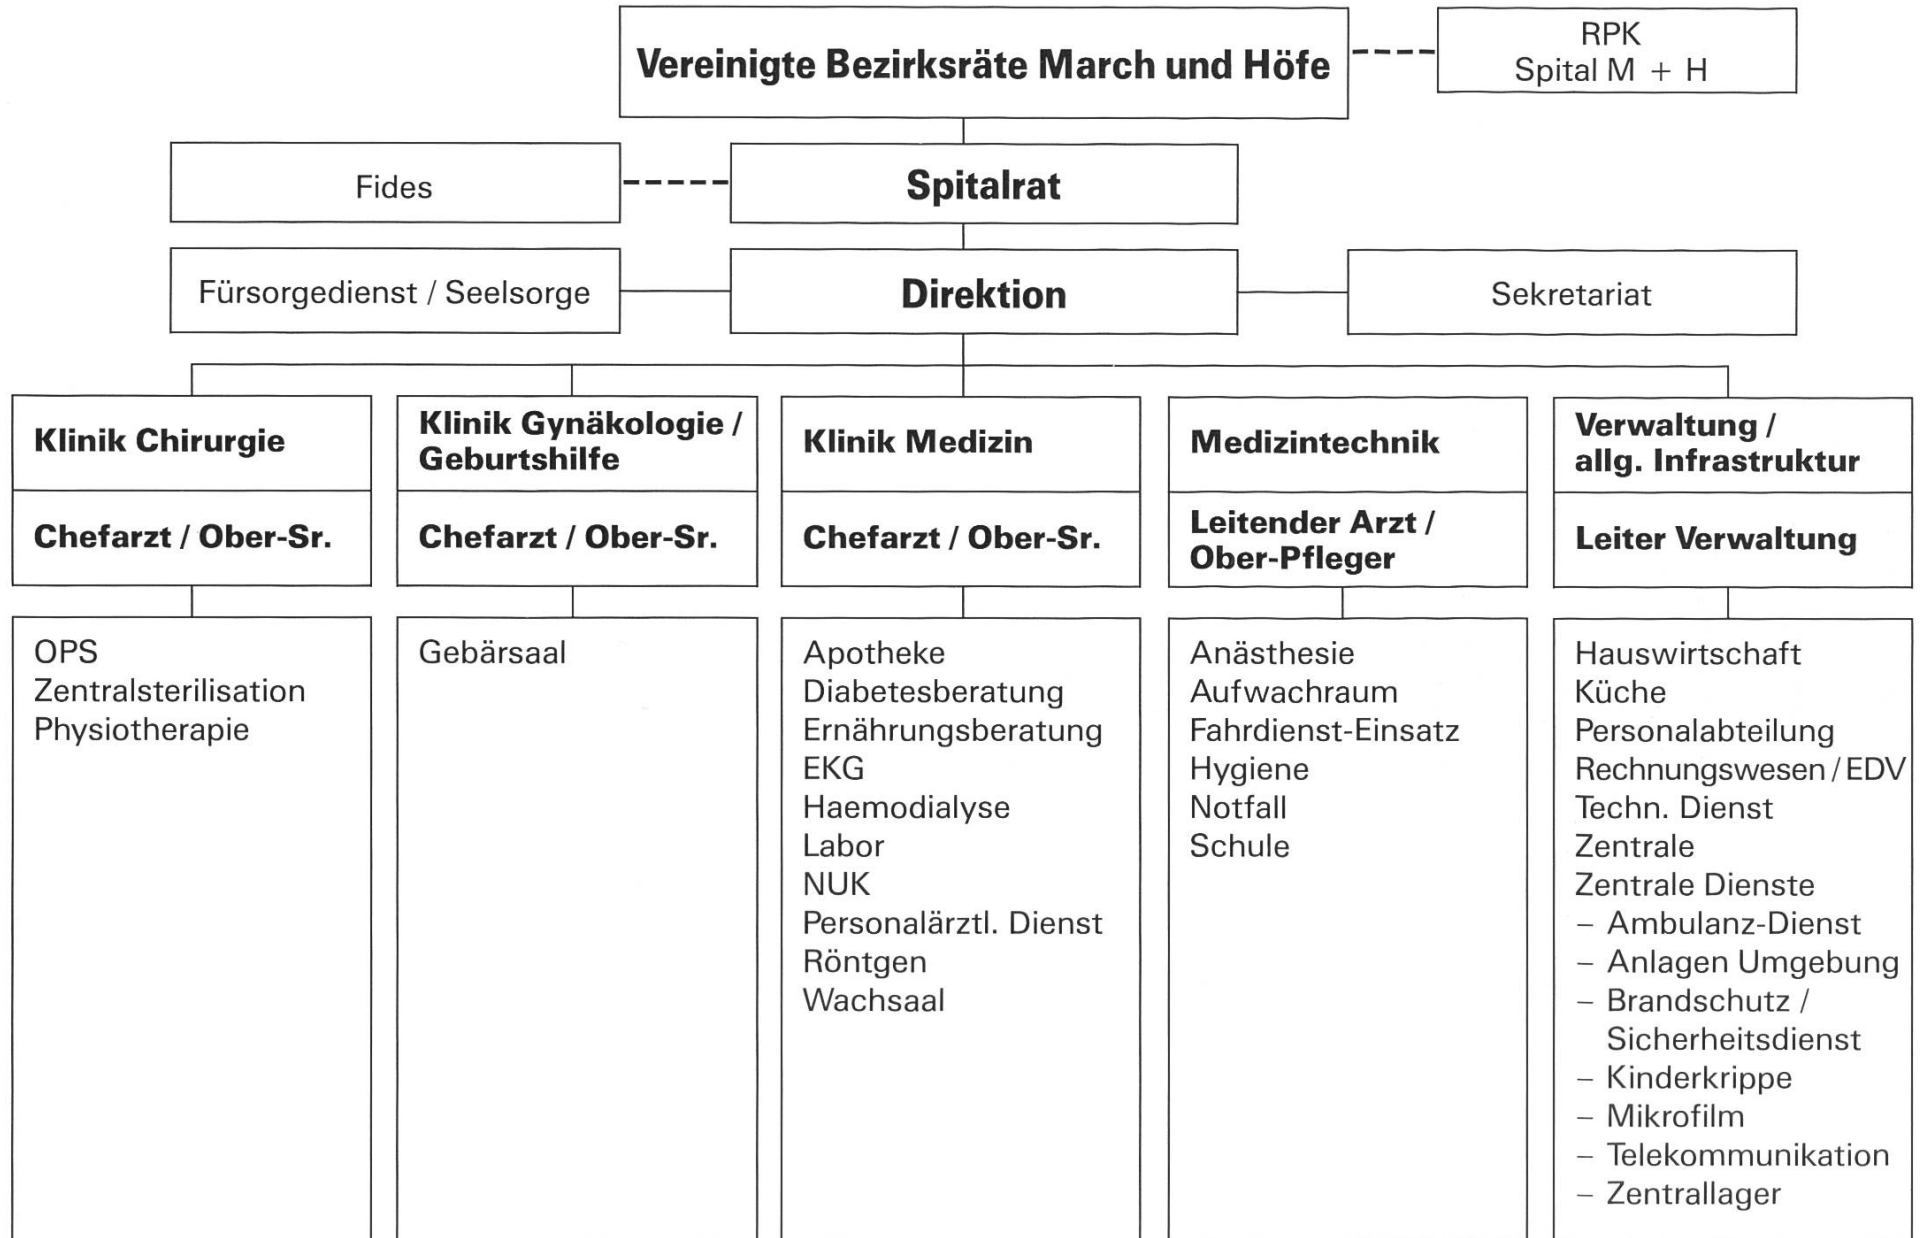 Vereinigte Bezirksräte March und Höfe
RPK
Spital M + H
Fides
Spitalrat
Fürsorgedienst / Seelsorge
Direktion
Sekretariat
Klinik Chirurgie
Chefarzt / Ober-Sr.
OPS
Zentralsterilisation
Physiotherapie
Klinik Gynäkologie /
Geburtshilfe
Chefarzt / Ober-Sr.
Gebärsaal
Klinik Medizin
Chefarzt / Ober-Sr.
Apotheke
Diabetesberatung
Ernährungsberatung
EKG
Haemodialyse
Labor
NUK
Personalärztl. Dienst
Röntgen
Wachsaal
Medizintechnik
Leitender Arzt /
Ober-Pfleger
Anästhesie
Aufwachraum
Fahrdienst-Einsatz
Hygiene
Notfall
Schule
Verwaltung /
allg. Infrastruktur
Leiter Verwaltung
Hauswirtschaft
Küche
Personalabteilung
Rechnungswesen / EDV
Techn. Dienst
Zentrale
Zentrale Dienste
– Ambulanz-Dienst
– Anlagen Umgebung
– Brandschutz /
Sicherheitsdienst
– Kinderkrippe
– Mikrofilm
– Telekommunikation
– Zentrallager